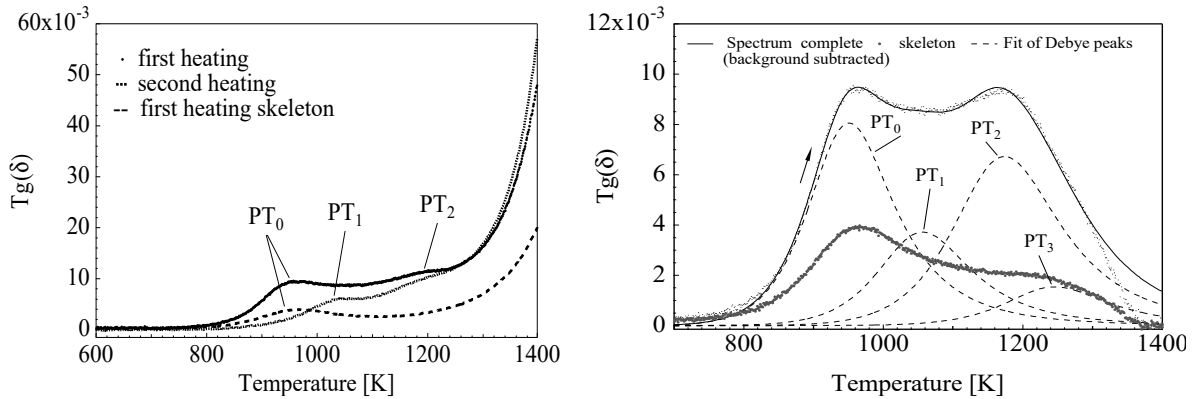 60x10-3
50
40
30
20
10
0
600
800
1000
1200
1400
Temperature [K]
Tg(δ)
first heating
second heating
first heating skeleton
PT0
PT1
PT2
12x10-3
10
8
6
4
2
0
800
1000
1200
1400
Temperature [K]
Tg(δ)
Spectrum complete
(background subtracted)
skeleton
Fit of Debye peaks
PT0
PT1
PT2
PT3